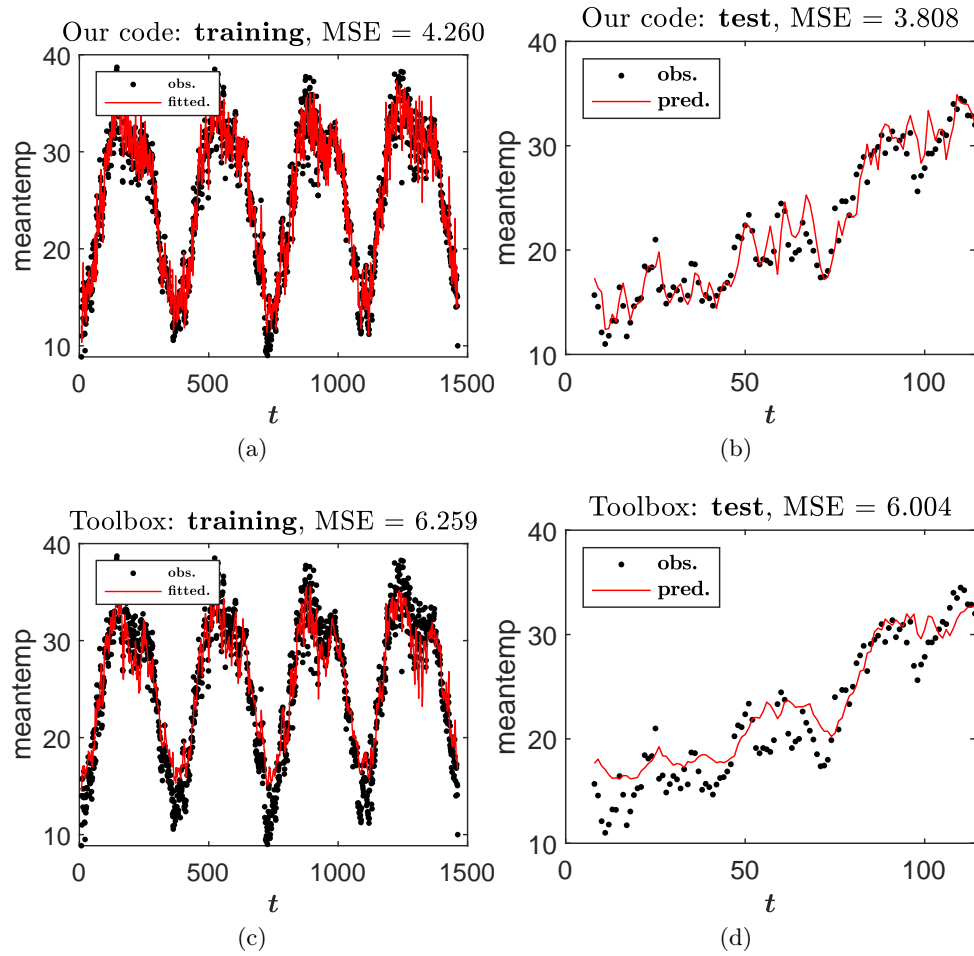 Our code: training, MSE = 4.260
40
30
20
10
meantemp
obs.
fitted.
0
500
1000
1500
t
(a)
Our code: test, MSE = 3.808
40
30
20
10
meantemp
obs.
pred.
0
50
100
t
(b)
Toolbox: training, MSE = 6.259
40
30
20
10
meantemp
obs.
fitted.
0
500
1000
1500
t
(c)
Toolbox: test, MSE = 6.004
40
30
20
10
meantemp
obs.
pred.
0
50
100
t
(d)